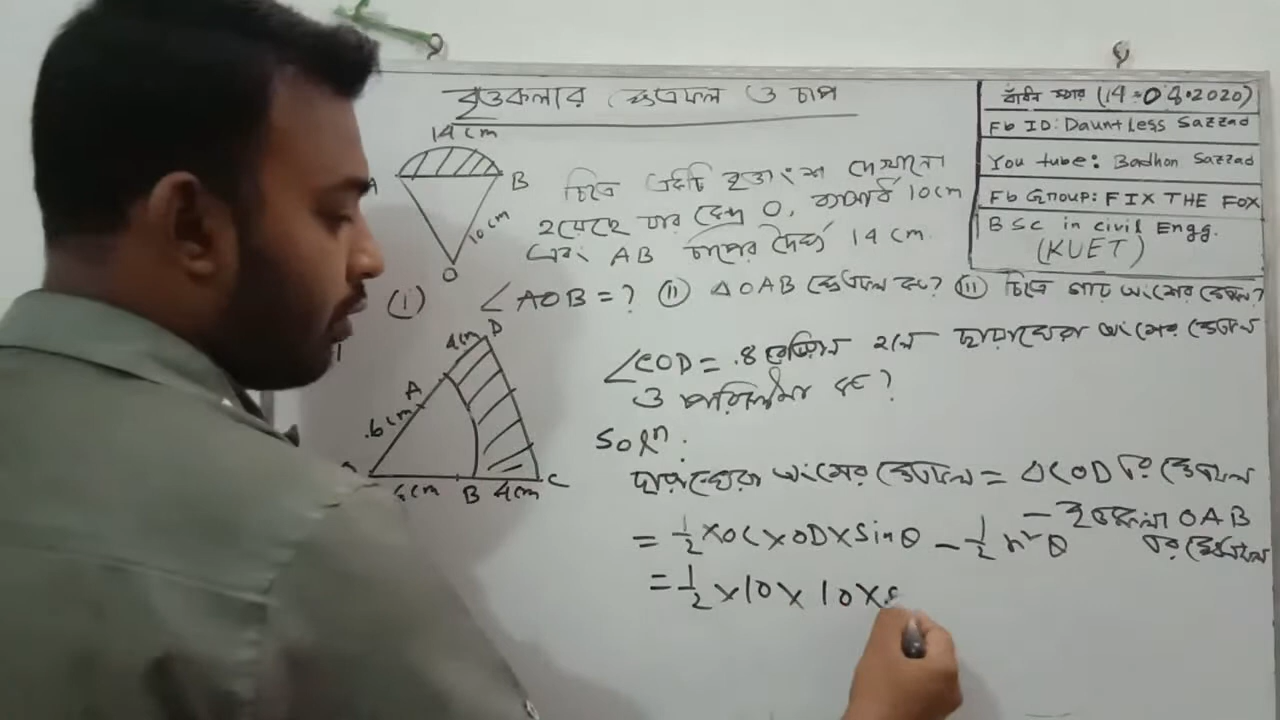 বৃত্তকলার ক্ষেত্রফল ও চাপ
14 cm
A
B
10 cm
O
চিত্রে একটি বৃত্তাংশ দেখানো
হয়েছে যার কেন্দ্র O, ব্যাসার্ধ 10cm
এবং AB চাপের দৈর্ঘ্য 14 cm.
(14-08-2020)
Fb ID: Dauntless Sazzad
You tube: Badhon Sazzad
Fb Group: FIX THE FOX
BSc in civil Engg.
(KUET)
(i) ∠AOB = ? (ii) ΔOAB ক্ষেত্রফল কত? (iii) চিত্রে গাঢ় অংশের ক্ষেত্রফল?
4cm
D
A
6cm
6cm
B
4cm
C
∠COD = .8 রেডিয়ান হলে ছায়াঘেরা অংশের ক্ষেত্রফল
ও পরিসীমা কত?
Solⁿ:
ছায়াঘেরা অংশের ক্ষেত্রফল = ΔCOD এর ক্ষেত্রফল
- বৃত্তকলা OAB
এর ক্ষেত্রফল
= 1/2 × OC × OD × sinθ - 1/2 r²θ
= 1/2 × 10 × 10 ×